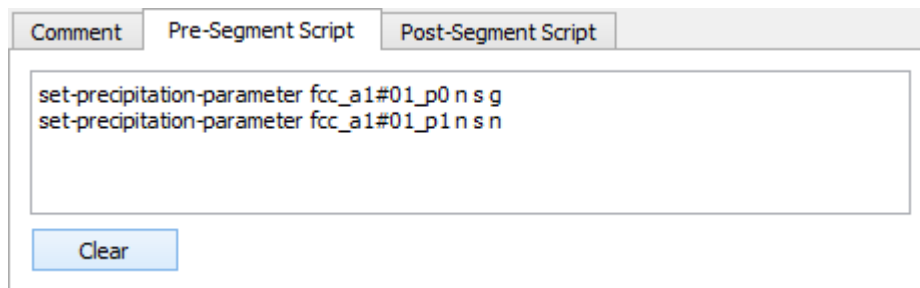 Comment Pre-Segment Script Post-Segment Script
set-precipitation-parameter fcc_a1#01_p0 n s g
set-precipitation-parameter fcc_a1#01_p1 n s n
Clear